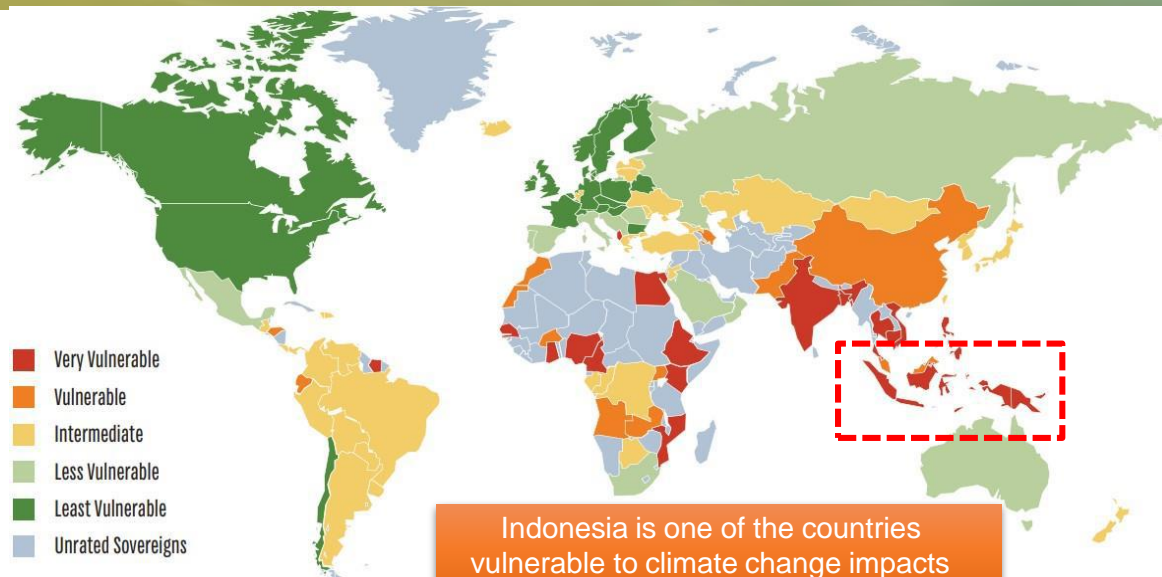 Very Vulnerable
Vulnerable
Intermediate
Less Vulnerable
Least Vulnerable
Unrated Sovereigns
Indonesia is one of the countries
vulnerable to climate change impacts